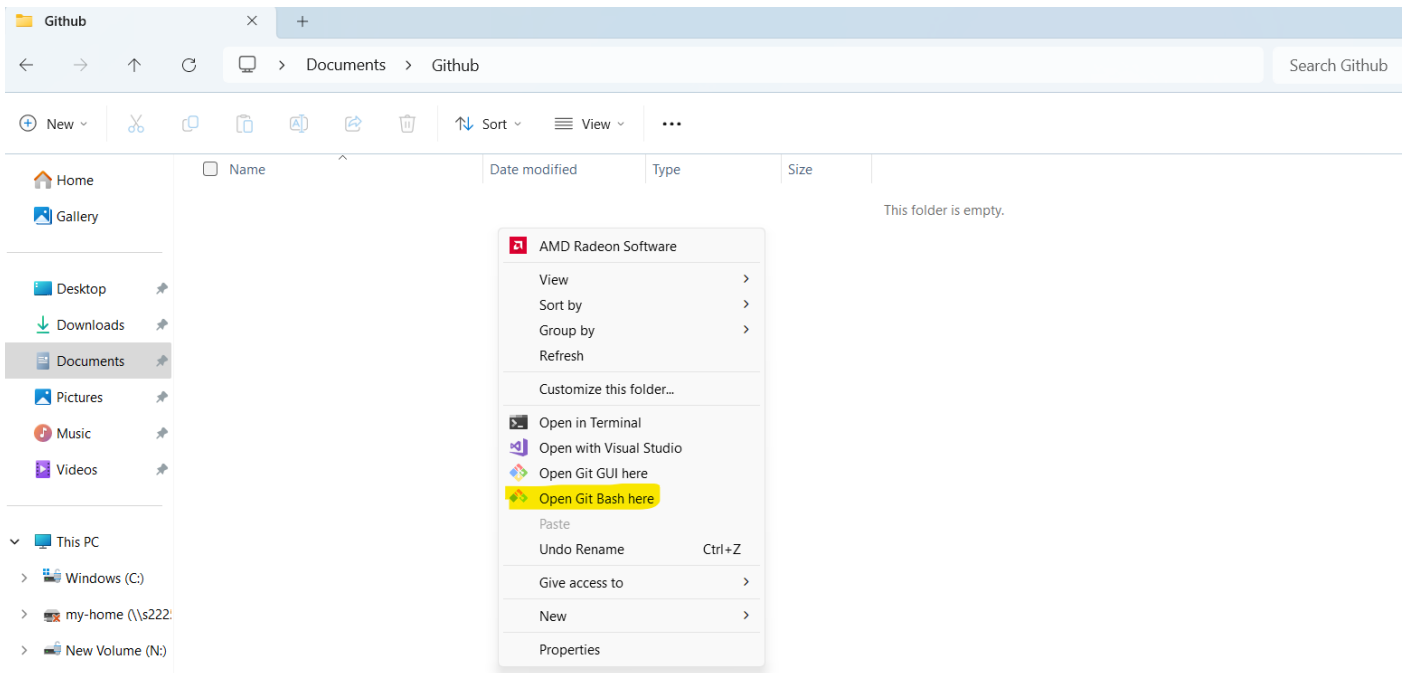 Github
Documents > Github
Search Github
New
Sort
View
Name
Date modified
Type
Size
Home
Gallery
Desktop
Downloads
Documents
Pictures
Music
Videos
This PC
Windows (C:)
my-home (\\s222
New Volume (N:)
This folder is empty.
AMD Radeon Software
View
Sort by
Group by
Refresh
Customize this folder...
Open in Terminal
Open with Visual Studio
Open Git GUI here
Open Git Bash here
Paste
Undo Rename Ctrl+Z
Give access to
New
Properties